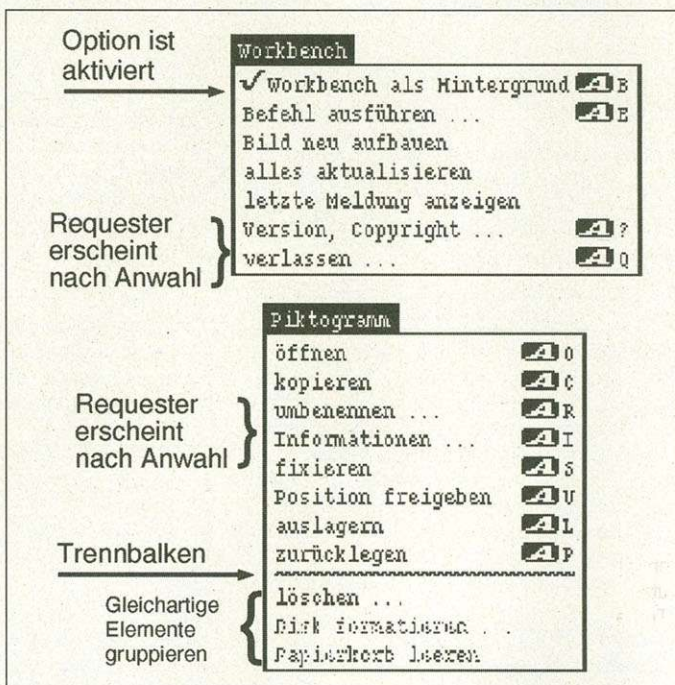 Option ist
aktiviert
Workbench
✓ Workbench als Hintergrund A B
Befehl ausführen ... A E
Bild neu aufbauen
alles aktualisieren
letzte Meldung anzeigen
Requester
erscheint
nach Anwahl
Version, Copyright ... A ?
verlassen ... A Q
Piktogramm
öffnen A O
kopieren A C
Requester
erscheint
nach Anwahl
umbenennen ... A R
Informationen ... A I
fixieren A S
Position freigeben A U
auslagern A L
zurücklegen A P
Trennbalken
Gleichartige
Elemente
gruppieren
löschen ...
Disk formatieren ...
Papierkorb leeren